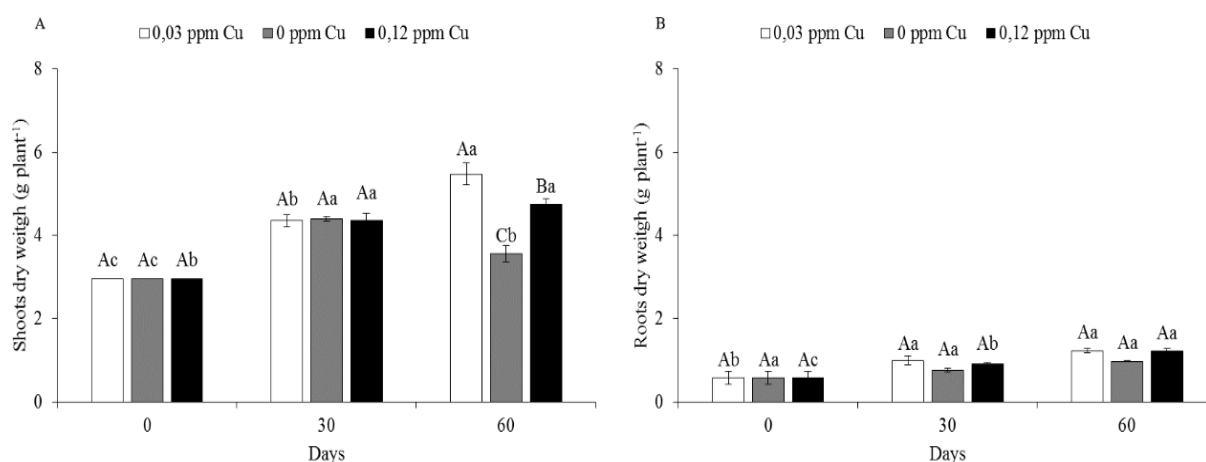 A
0,03 ppm Cu 0 ppm Cu 0,12 ppm Cu
Shoots dry weitgh (g plant⁻¹)
8
6
4
2
0
Ac Ac Ab
Ab Aa Aa
Aa Cb Ba
0 30 60
Days
B
0,03 ppm Cu 0 ppm Cu 0,12 ppm Cu
Roots dry weitgh (g plant⁻¹)
8
6
4
2
0
Ab Aa Ac
Aa Aa Ab
Aa Aa Aa
0 30 60
Days